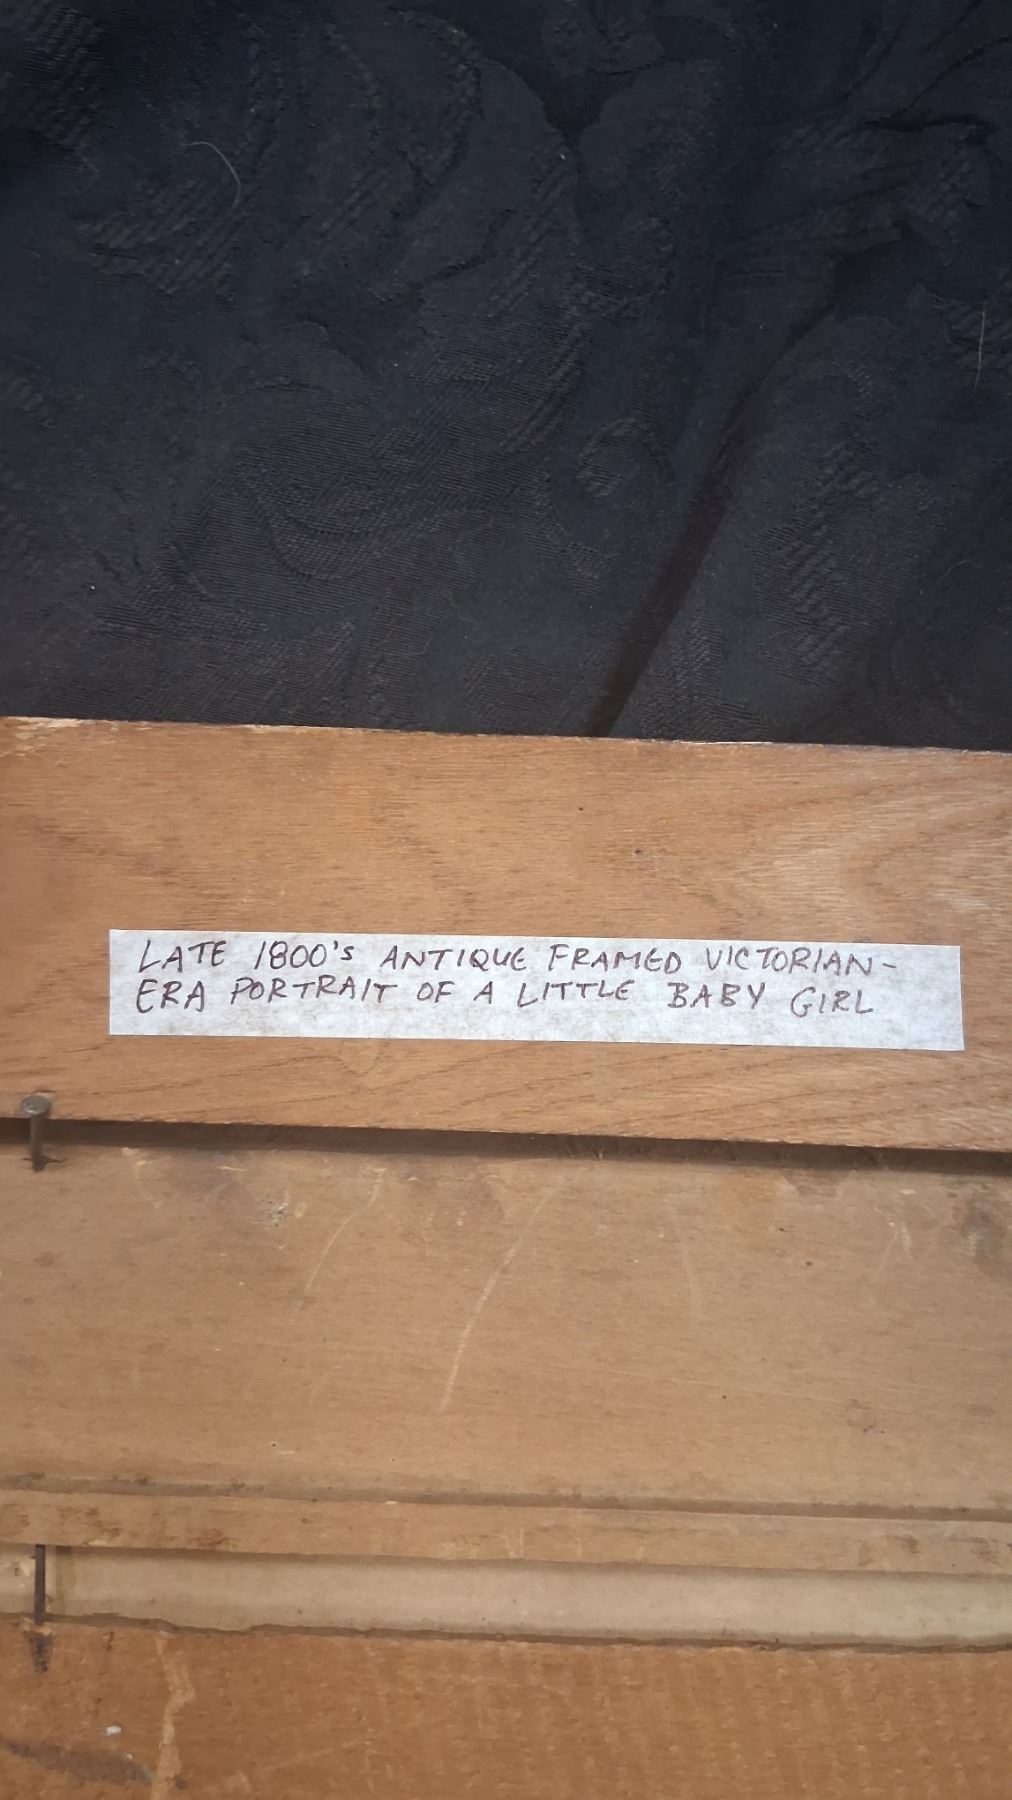 LATE 1800's ANTIQUE FRAMED VICTORIAN-
ERA PORTRAIT OF A LITTLE BABY GIRL